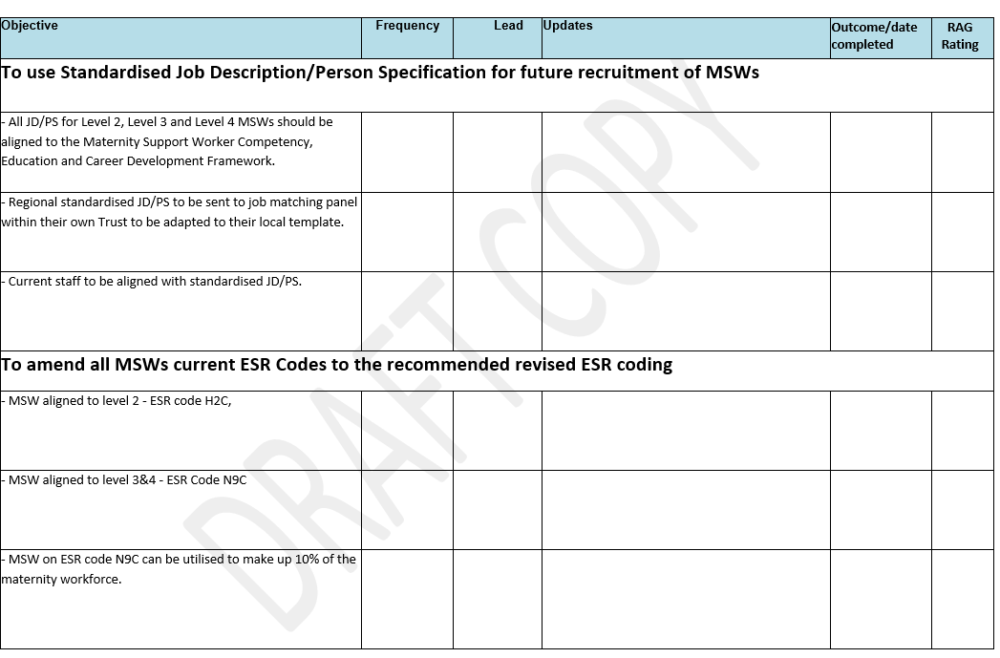 Objective Frequency Lead Updates Outcome/date completed RAG Rating
To use Standardised Job Description/Person Specification for future recruitment of MSWs
- All JD/PS for Level 2, Level 3 and Level 4 MSWs should be
aligned to the Maternity Support Worker Competency,
Education and Career Development Framework.
- Regional standardised JD/PS to be sent to job matching panel
within their own Trust to be adapted to their local template.
- Current staff to be aligned with standardised JD/PS.
To amend all MSWs current ESR Codes to the recommended revised ESR coding
- MSW aligned to level 2 - ESR code H2C,
- MSW aligned to level 3&4 - ESR Code N9C
- MSW on ESR code N9C can be utilised to make up 10% of the
maternity workforce.
DRAFT COPY